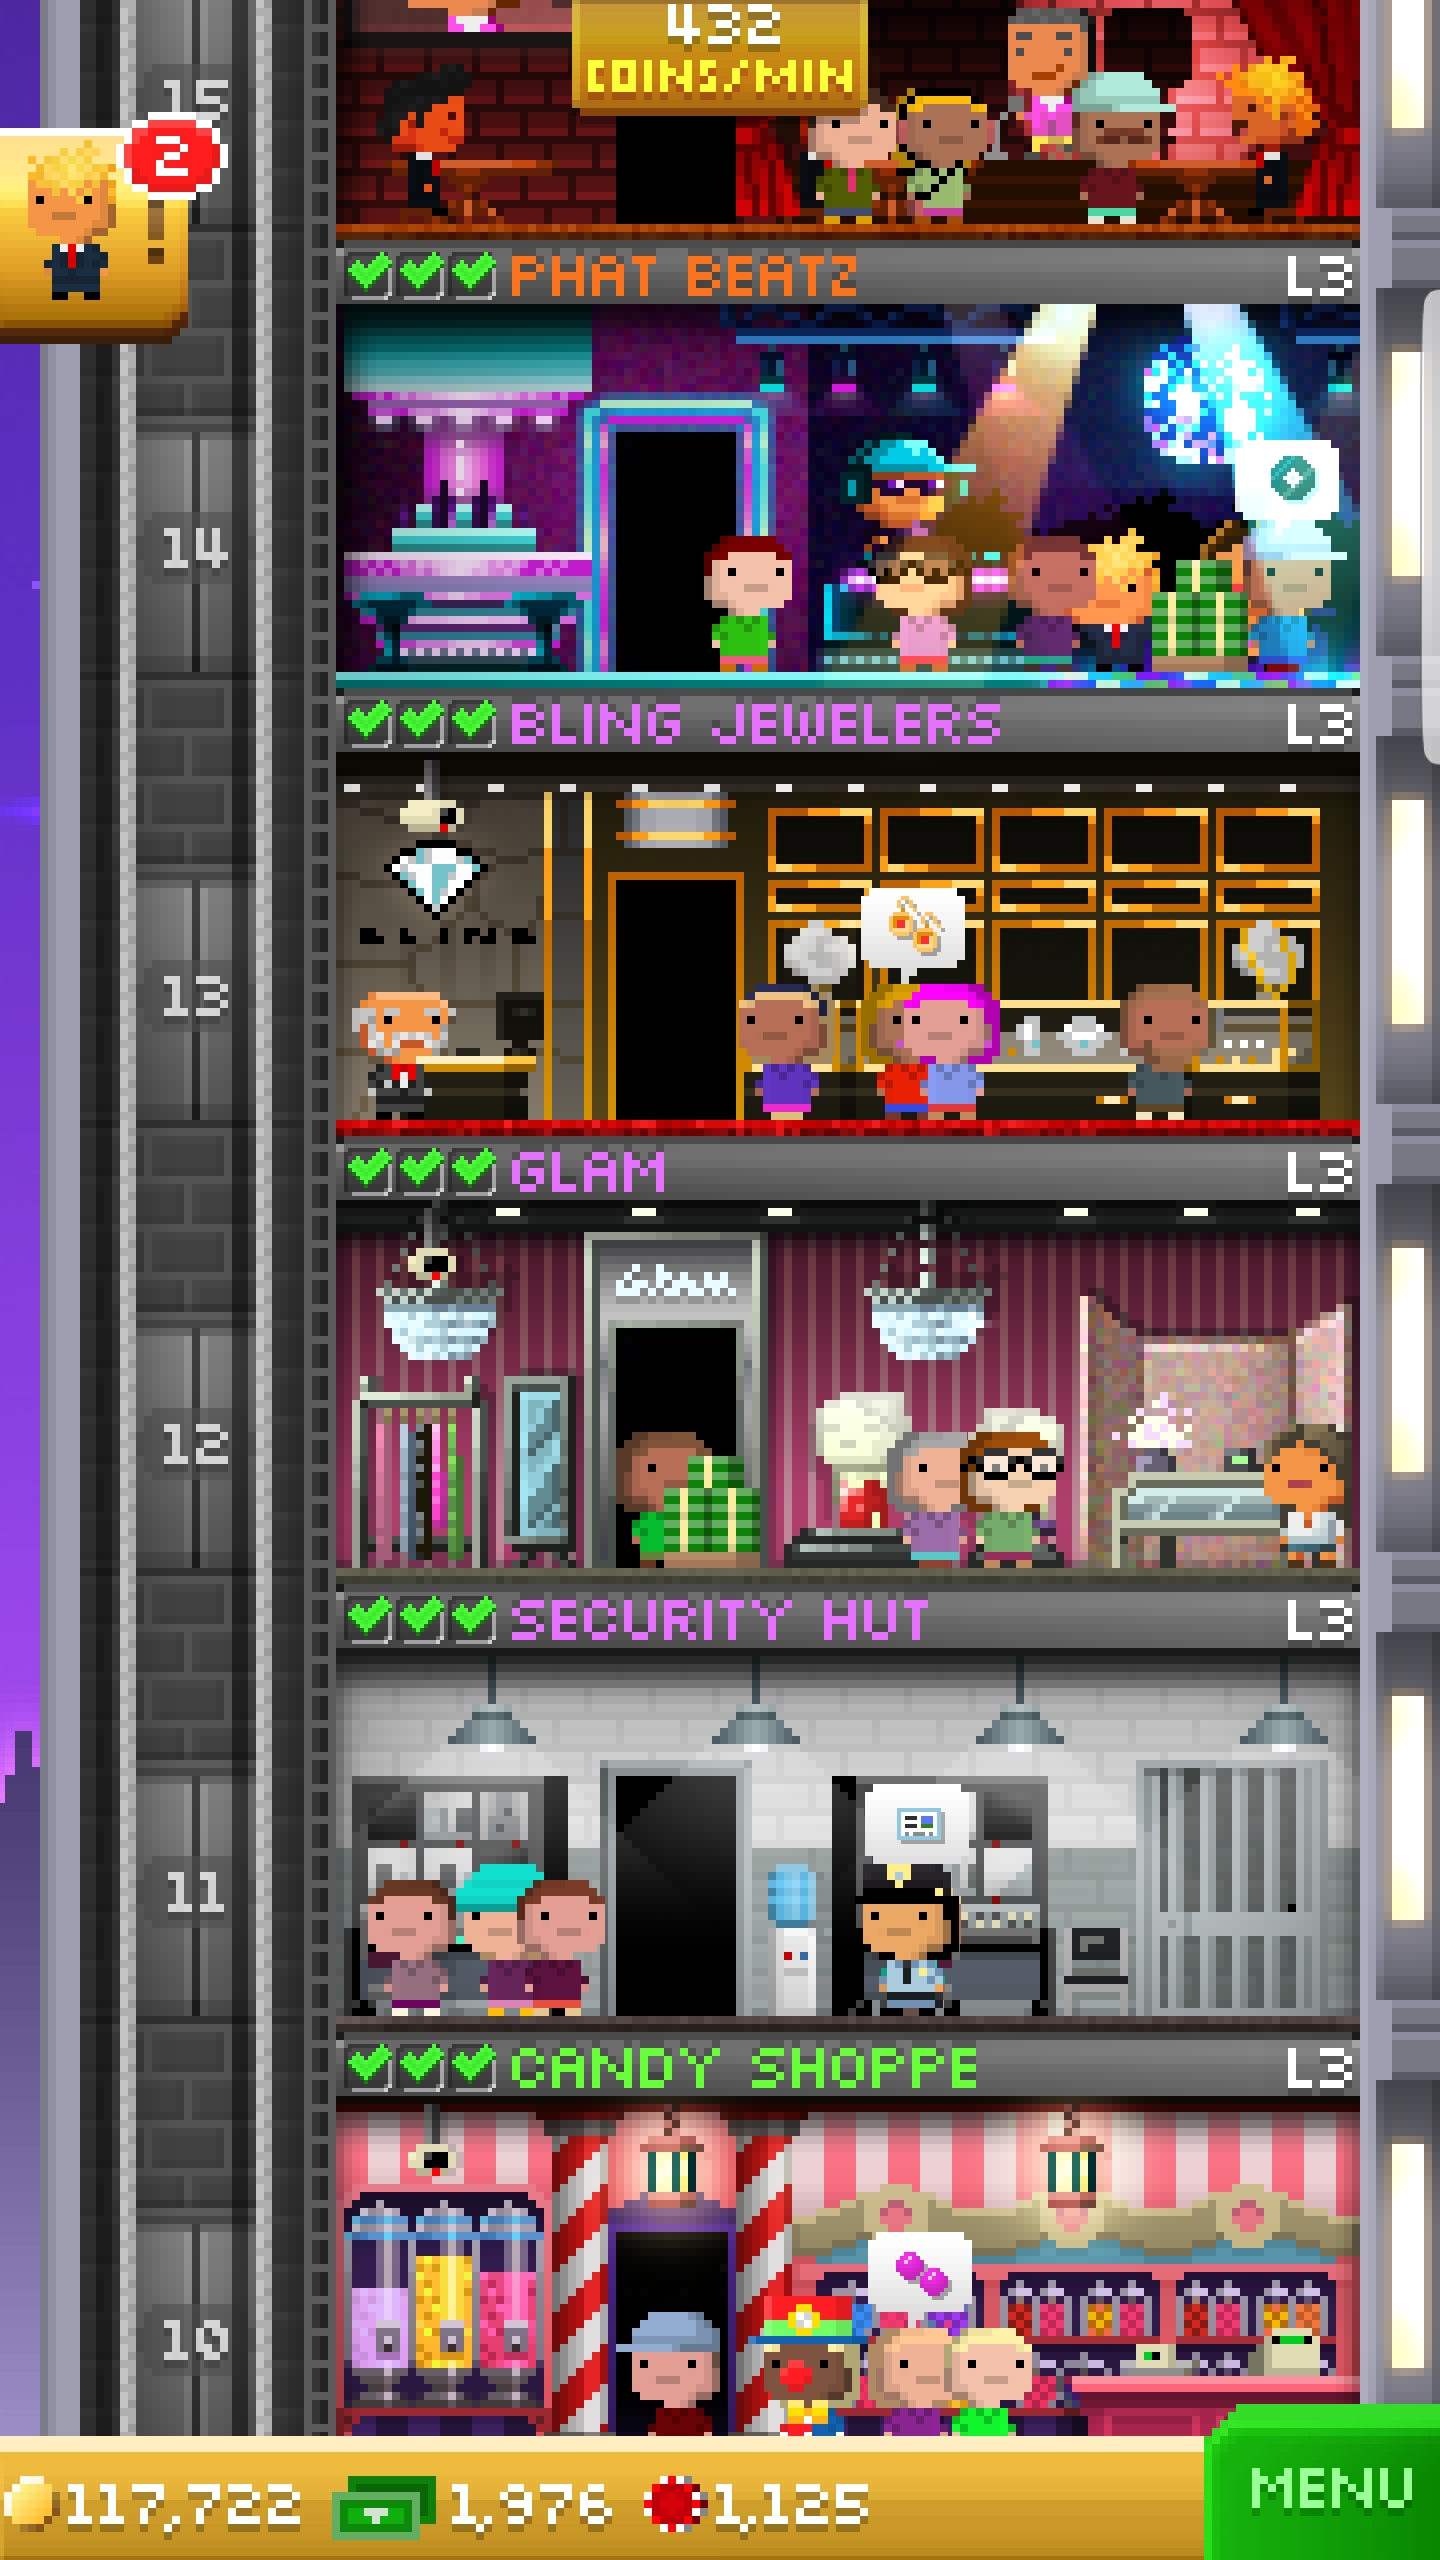 432
COINS/MIN
15
2
!
PHAT BEATZ L3
14
BLING JEWELERS L3
BLING
13
GLAM L3
Glam
12
SECURITY HUT L3
11
CANDY SHOPPE L3
10
117,722 1,976 1,125
MENU